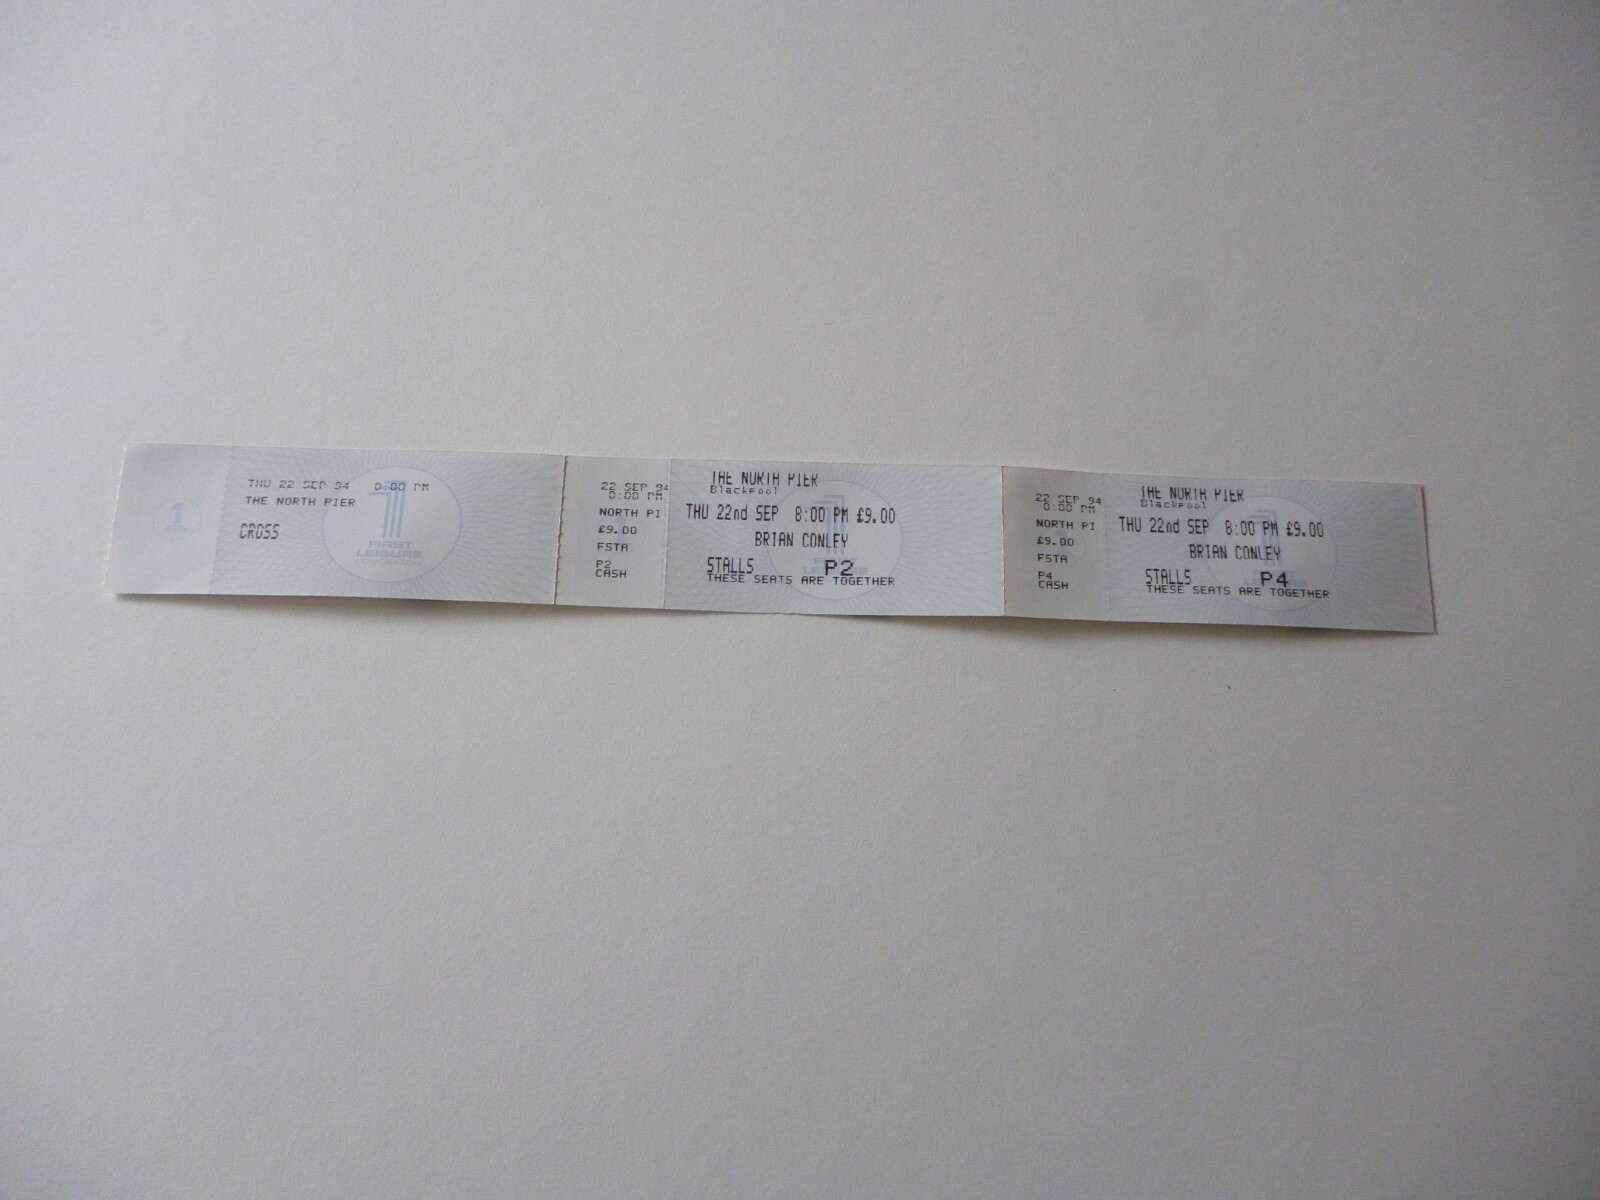 1
THU 22 SEP 94 8:00 PM
THE NORTH PIER
CROSS
1
FIRST
LEISURE
CORPORATION
22 SEP 94
8:00 PM
NORTH PI
£9.00
FSTA
P2
CASH
THE NORTH PIER
Blackpool
THU 22nd SEP 8:00 PM £9.00
BRIAN CONLEY
STALLS P2
THESE SEATS ARE TOGETHER
22 SEP 94
8:00 PM
NORTH PI
£9.00
FSTA
P4
CASH
THE NORTH PIER
Blackpool
THU 22nd SEP 8:00 PM £9.00
BRIAN CONLEY
STALLS P4
THESE SEATS ARE TOGETHER